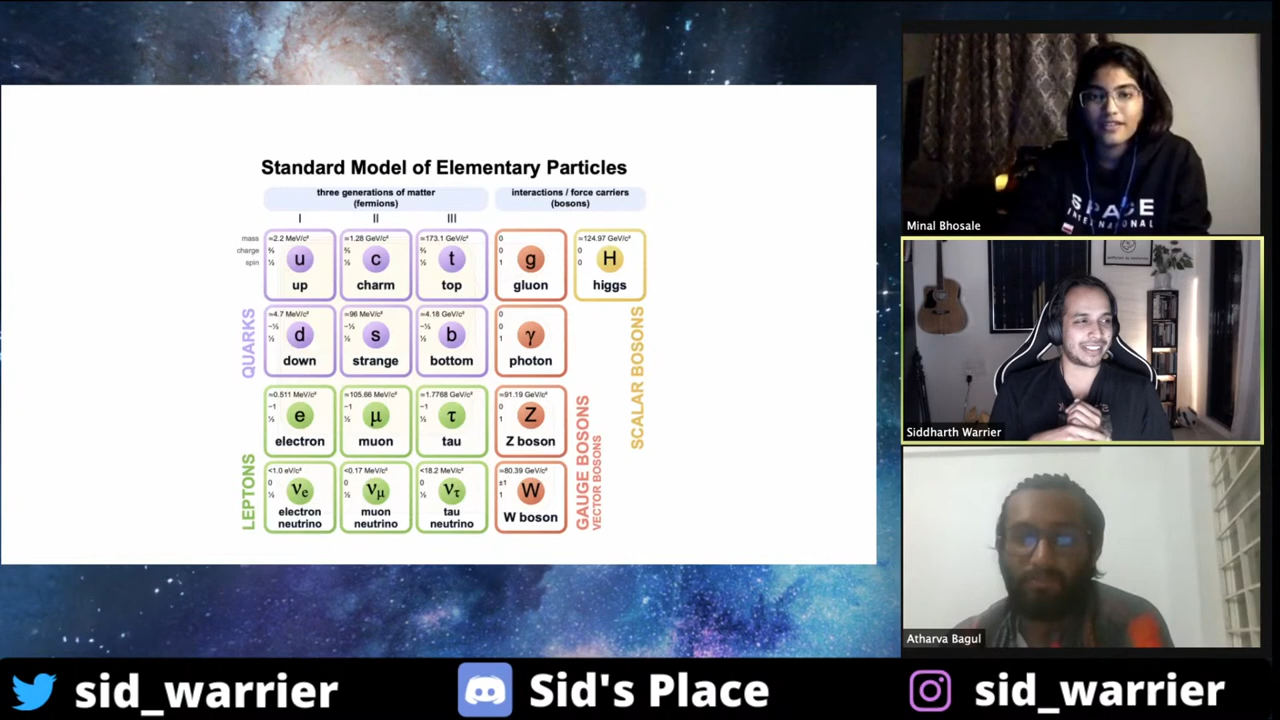 Standard Model of Elementary Particles
three generations of matter
(fermions)
interactions / force carriers
(bosons)
I
II
III
mass
charge
spin
≃2.2 MeV/c²
⅔
½
u
up
≃1.28 GeV/c²
⅔
½
c
charm
≃173.1 GeV/c²
⅔
½
t
top
0
0
1
g
gluon
≃124.97 GeV/c²
0
0
H
higgs
QUARKS
≃4.7 MeV/c²
−⅓
½
d
down
≃96 MeV/c²
−⅓
½
s
strange
≃4.18 GeV/c²
−⅓
½
b
bottom
0
0
1
γ
photon
SCALAR BOSONS
LEPTONS
≃0.511 MeV/c²
−1
½
e
electron
≃105.66 MeV/c²
−1
½
μ
muon
≃1.7768 GeV/c²
−1
½
τ
tau
≃91.19 GeV/c²
0
1
Z
Z boson
<1.0 eV/c²
0
½
νe
electron
neutrino
<0.17 MeV/c²
0
½
νμ
muon
neutrino
<18.2 MeV/c²
0
½
ντ
tau
neutrino
≃80.39 GeV/c²
±1
1
W
W boson
GAUGE BOSONS
VECTOR BOSONS
SPACE
INTERNATIONAL
Minal Bhosale
Siddharth Warrier
Atharva Bagul
sid_warrier
Sid's Place
sid_warrier